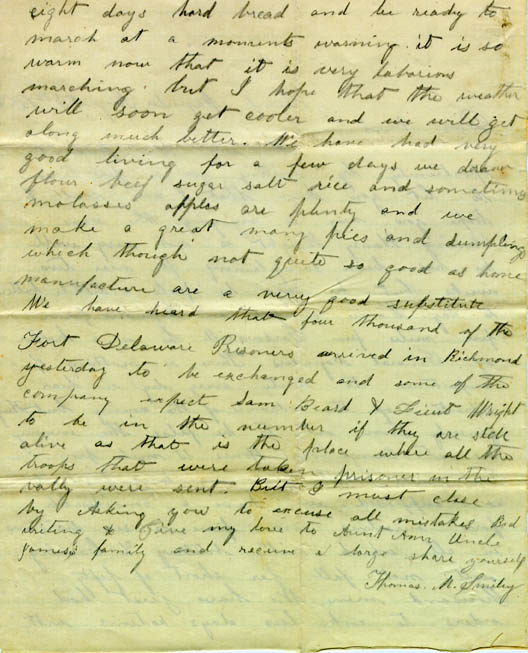 eight days hard bread and be ready to
march at a moments warning it is so
warm now that it is very laborious
marching but I hope that the weather
will soon get cooler and we will get
along much better. We have had very
good living for a few days we draw
flour beef sugar salt rice and sometims
molasses apples are plenty and we
make a great many pies and dumplings
which though not quite so good as home
manufacture are a very good substitute
We have heard that four thousand of the
Fort Delaware Prisoners arrived in Richmond
yesterday to be exchanged and some of the
company expect Sam Beard & Lieut Wright
to be in the number if they are still
alive as that is the place where all the
troops that were taken prisoner in the
vally were sent. But I must close
by Asking you to excuse all mistakes Bad
writing & Give my love to Aunt Ann Uncle
James family and receive a large share yourself
Thomas. M. Smiley